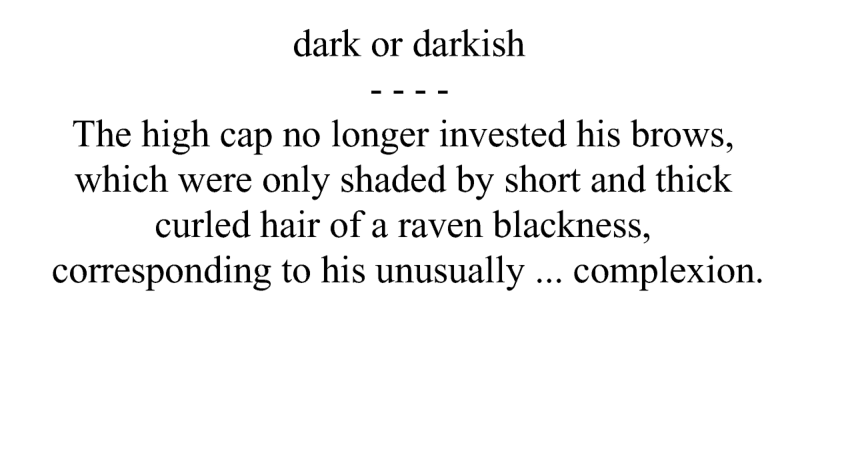 dark or darkish
- - - -
The high cap no longer invested his brows,
which were only shaded by short and thick
curled hair of a raven blackness,
corresponding to his unusually ... complexion.